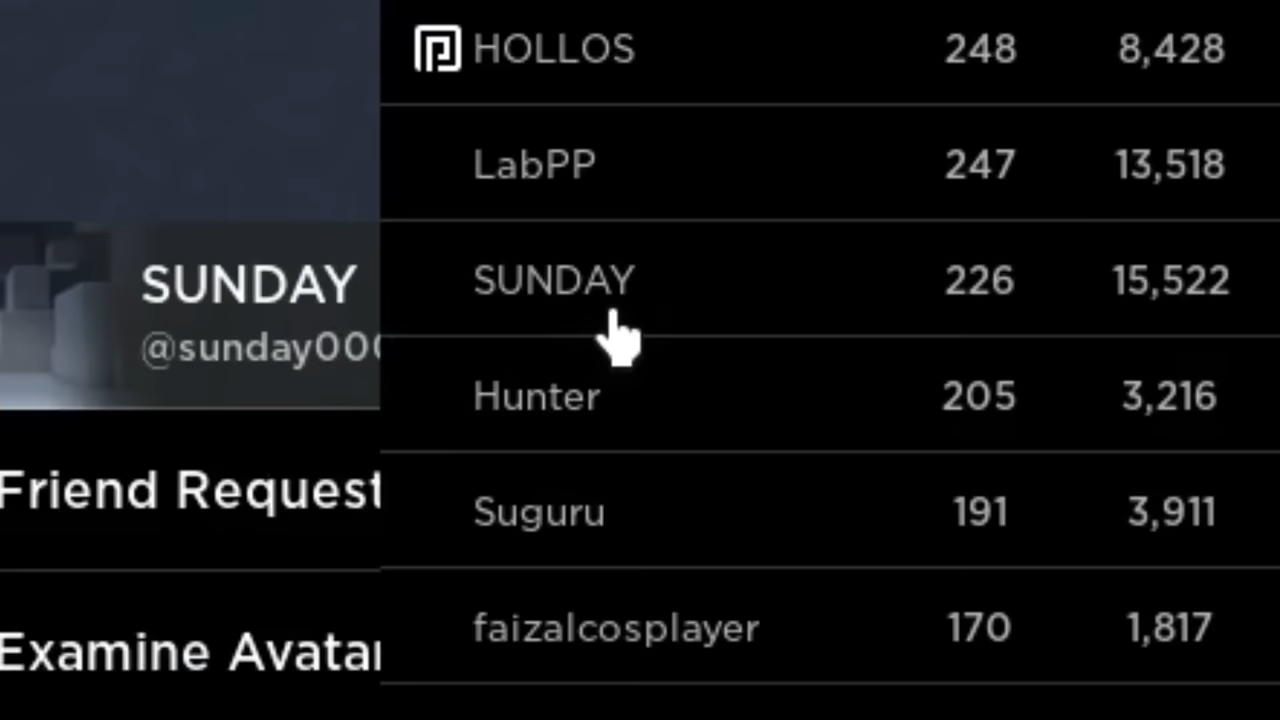 HOLLOS 248 8,428
LabPP 247 13,518
SUNDAY 226 15,522
Hunter 205 3,216
Suguru 191 3,911
faizalcosplayer 170 1,817
SUNDAY
@sunday00
Friend Request
Examine Avatar